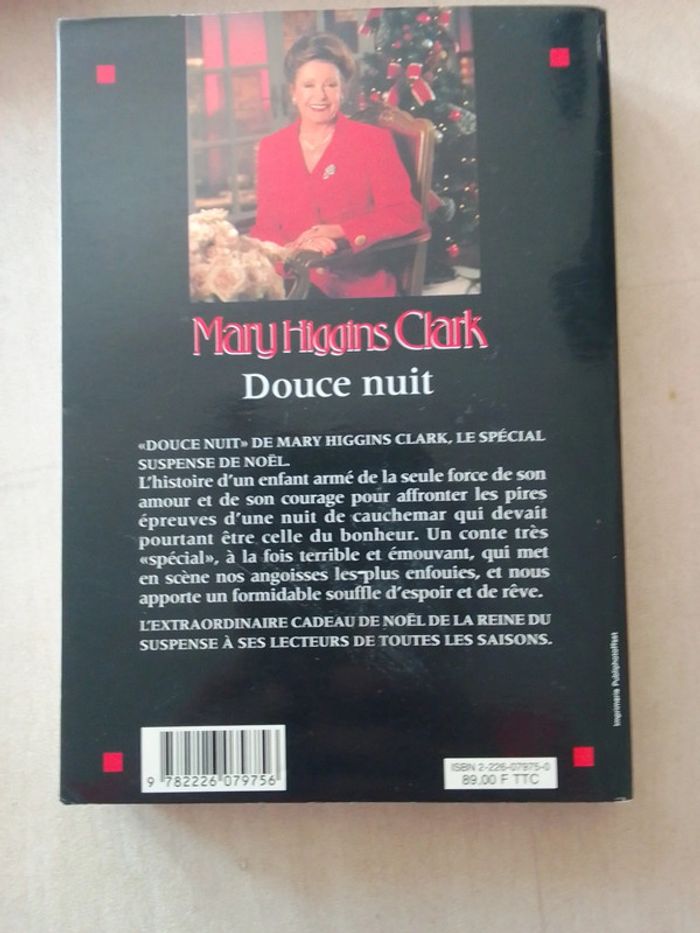 Mary Higgins Clark
Douce nuit
«DOUCE NUIT» DE MARY HIGGINS CLARK, LE SPÉCIAL
SUSPENSE DE NOËL.
L'histoire d'un enfant armé de la seule force de son
amour et de son courage pour affronter les pires
épreuves d'une nuit de cauchemar qui devait
pourtant être celle du bonheur. Un conte très
«spécial», à la fois terrible et émouvant, qui met
en scène nos angoisses les plus enfouies, et nous
apporte un formidable souffle d'espoir et de rêve.
L'EXTRAORDINAIRE CADEAU DE NOËL DE LA REINE DU
SUSPENSE À SES LECTEURS DE TOUTES LES SAISONS.
Imprimerie Publiphotoffset
9 782226 079756
ISBN 2-226-07975-0
89,00 F TTC